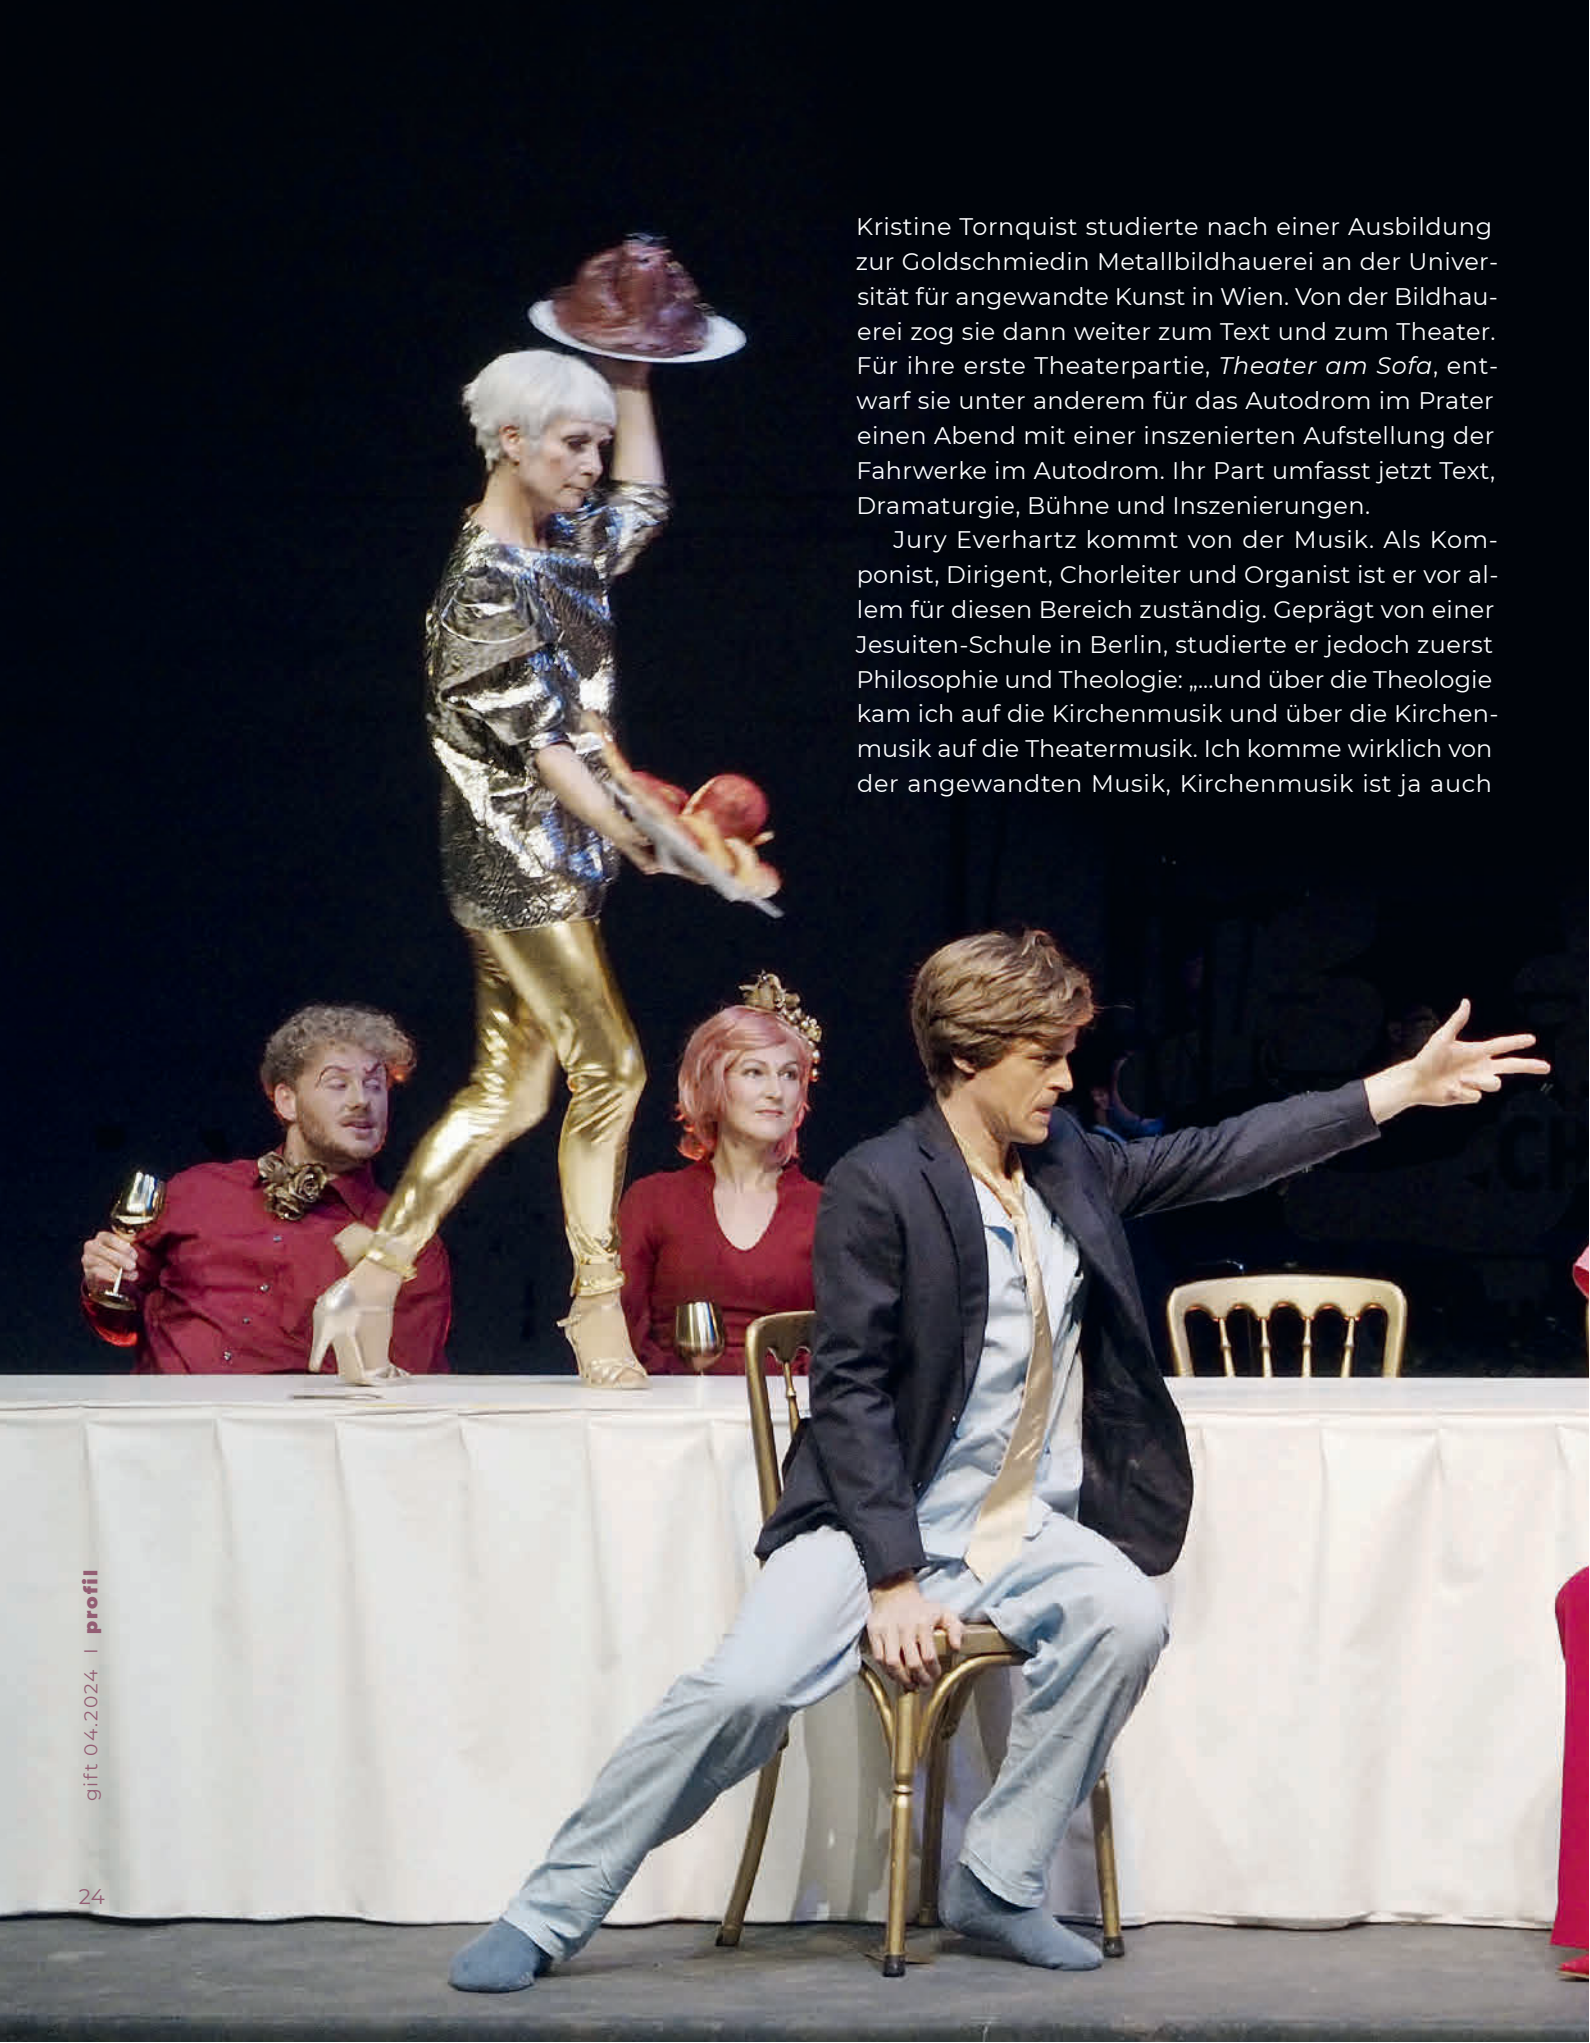 Kristine Tornquist studierte nach einer Ausbildung
zur Goldschmiedin Metallbildhauerei an der Univer-
sität für angewandte Kunst in Wien. Von der Bildhau-
erei zog sie dann weiter zum Text und zum Theater.
Für ihre erste Theaterpartie, Theater am Sofa, ent-
warf sie unter anderem für das Autodrom im Prater
einen Abend mit einer inszenierten Aufstellung der
Fahrwerke im Autodrom. Ihr Part umfasst jetzt Text,
Dramaturgie, Bühne und Inszenierungen.
Jury Everhartz kommt von der Musik. Als Kom-
ponist, Dirigent, Chorleiter und Organist ist er vor al-
lem für diesen Bereich zuständig. Geprägt von einer
Jesuiten-Schule in Berlin, studierte er jedoch zuerst
Philosophie und Theologie: „...und über die Theologie
kam ich auf die Kirchenmusik und über die Kirchen-
musik auf die Theatermusik. Ich komme wirklich von
der angewandten Musik, Kirchenmusik ist ja auch
gift 04.2024 I profil
24